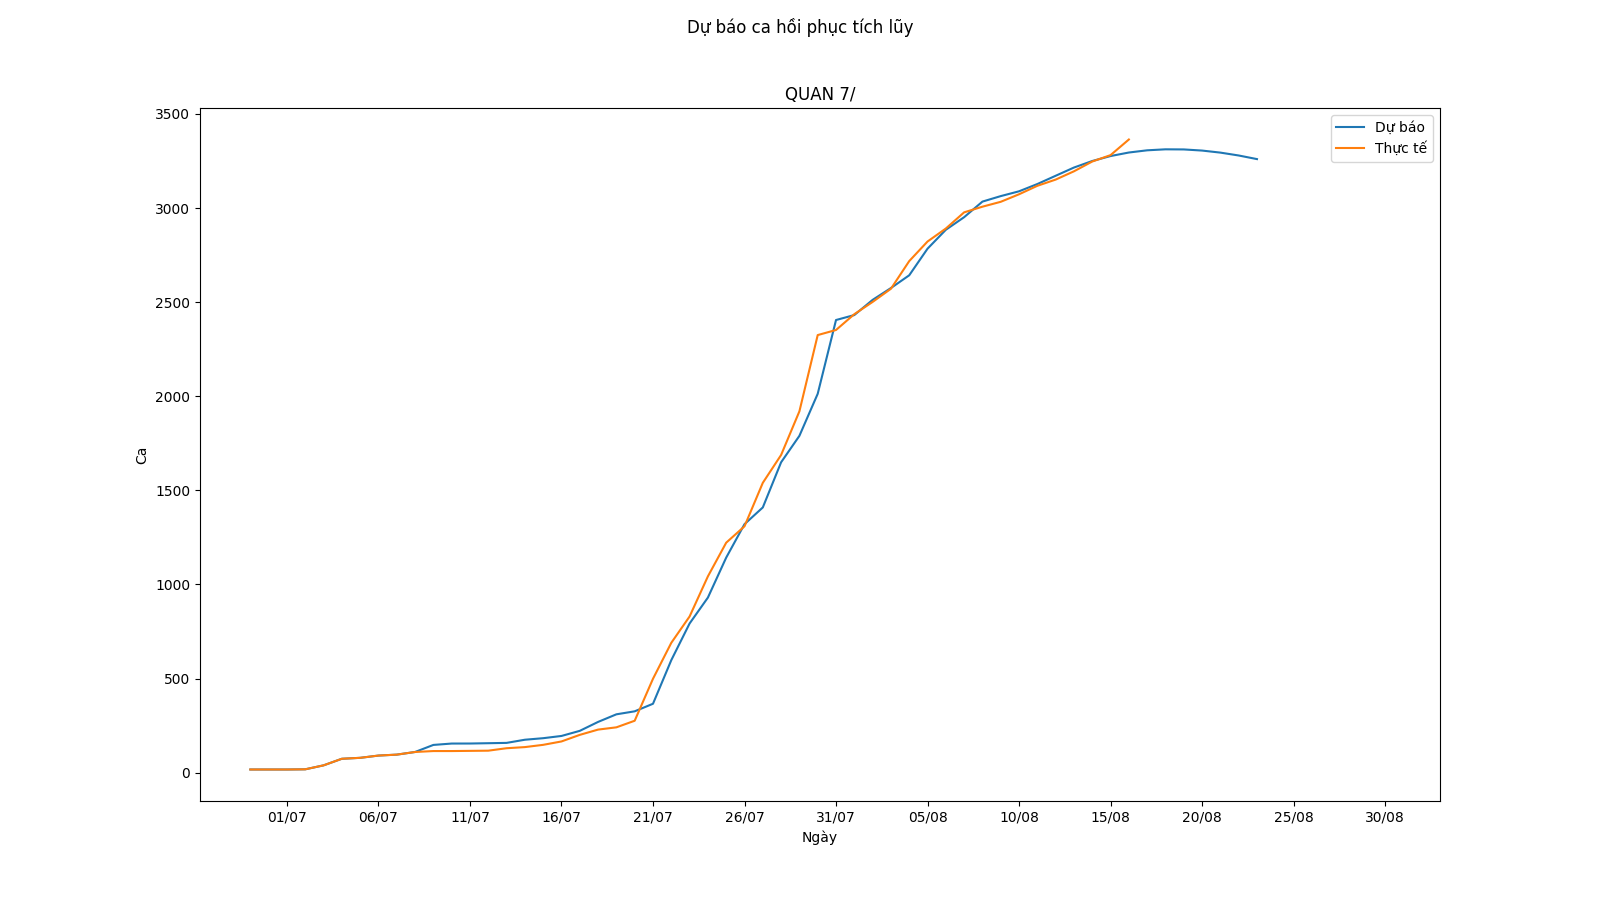 Dự báo ca hồi phục tích lũy
QUAN 7/
3500
3000
2500
2000
1500
1000
500
0
Ca
Dự báo
Thực tế
01/07 06/07 11/07 16/07 21/07 26/07 31/07 05/08 10/08 15/08 20/08 25/08 30/08
Ngày